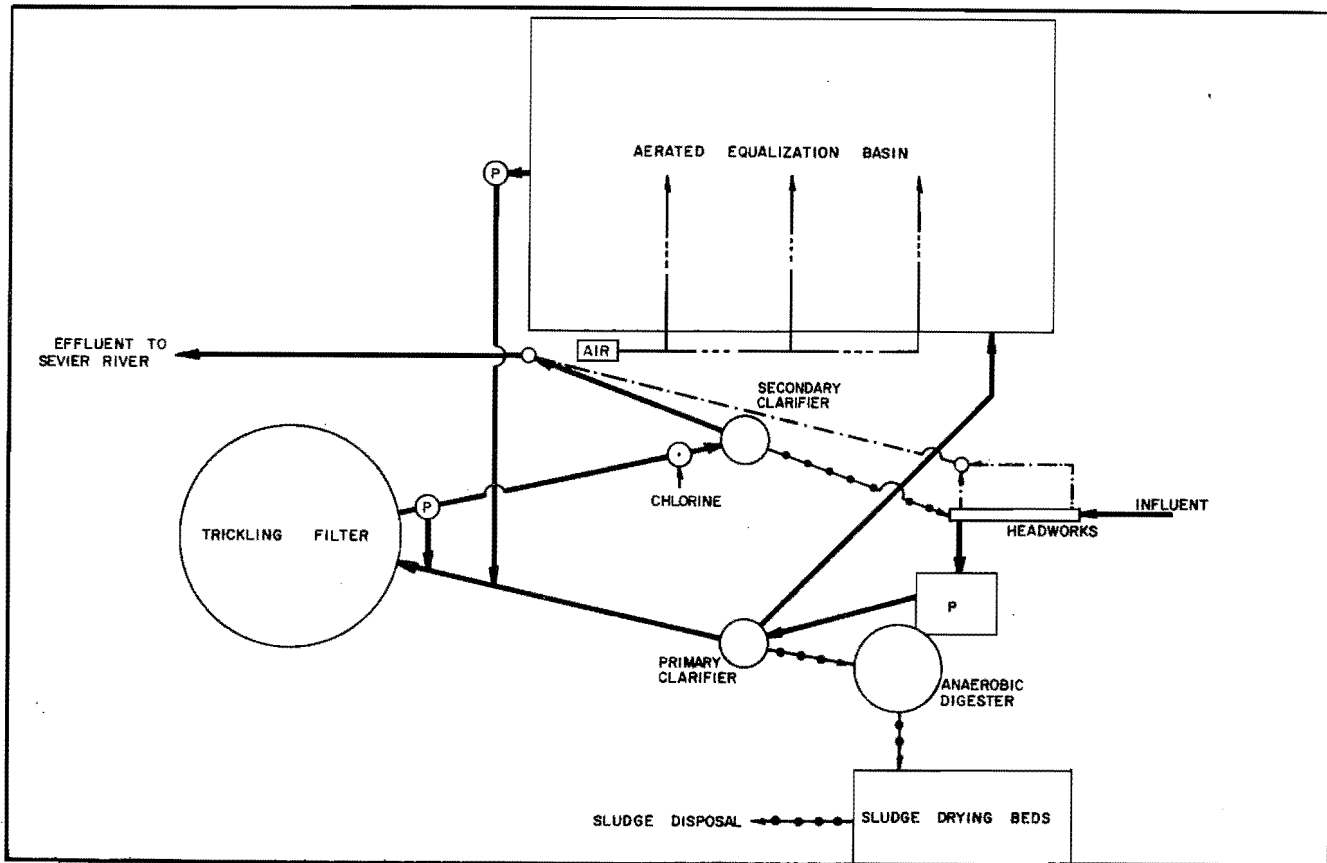 AERATED EQUALIZATION BASIN
P
EFFLUENT TO
SEVIER RIVER
AIR
SECONDARY
CLARIFIER
CHLORINE
INFLUENT
HEADWORKS
P
TRICKLING FILTER
P
PRIMARY
CLARIFIER
ANAEROBIC
DIGESTER
SLUDGE DISPOSAL
SLUDGE DRYING BEDS